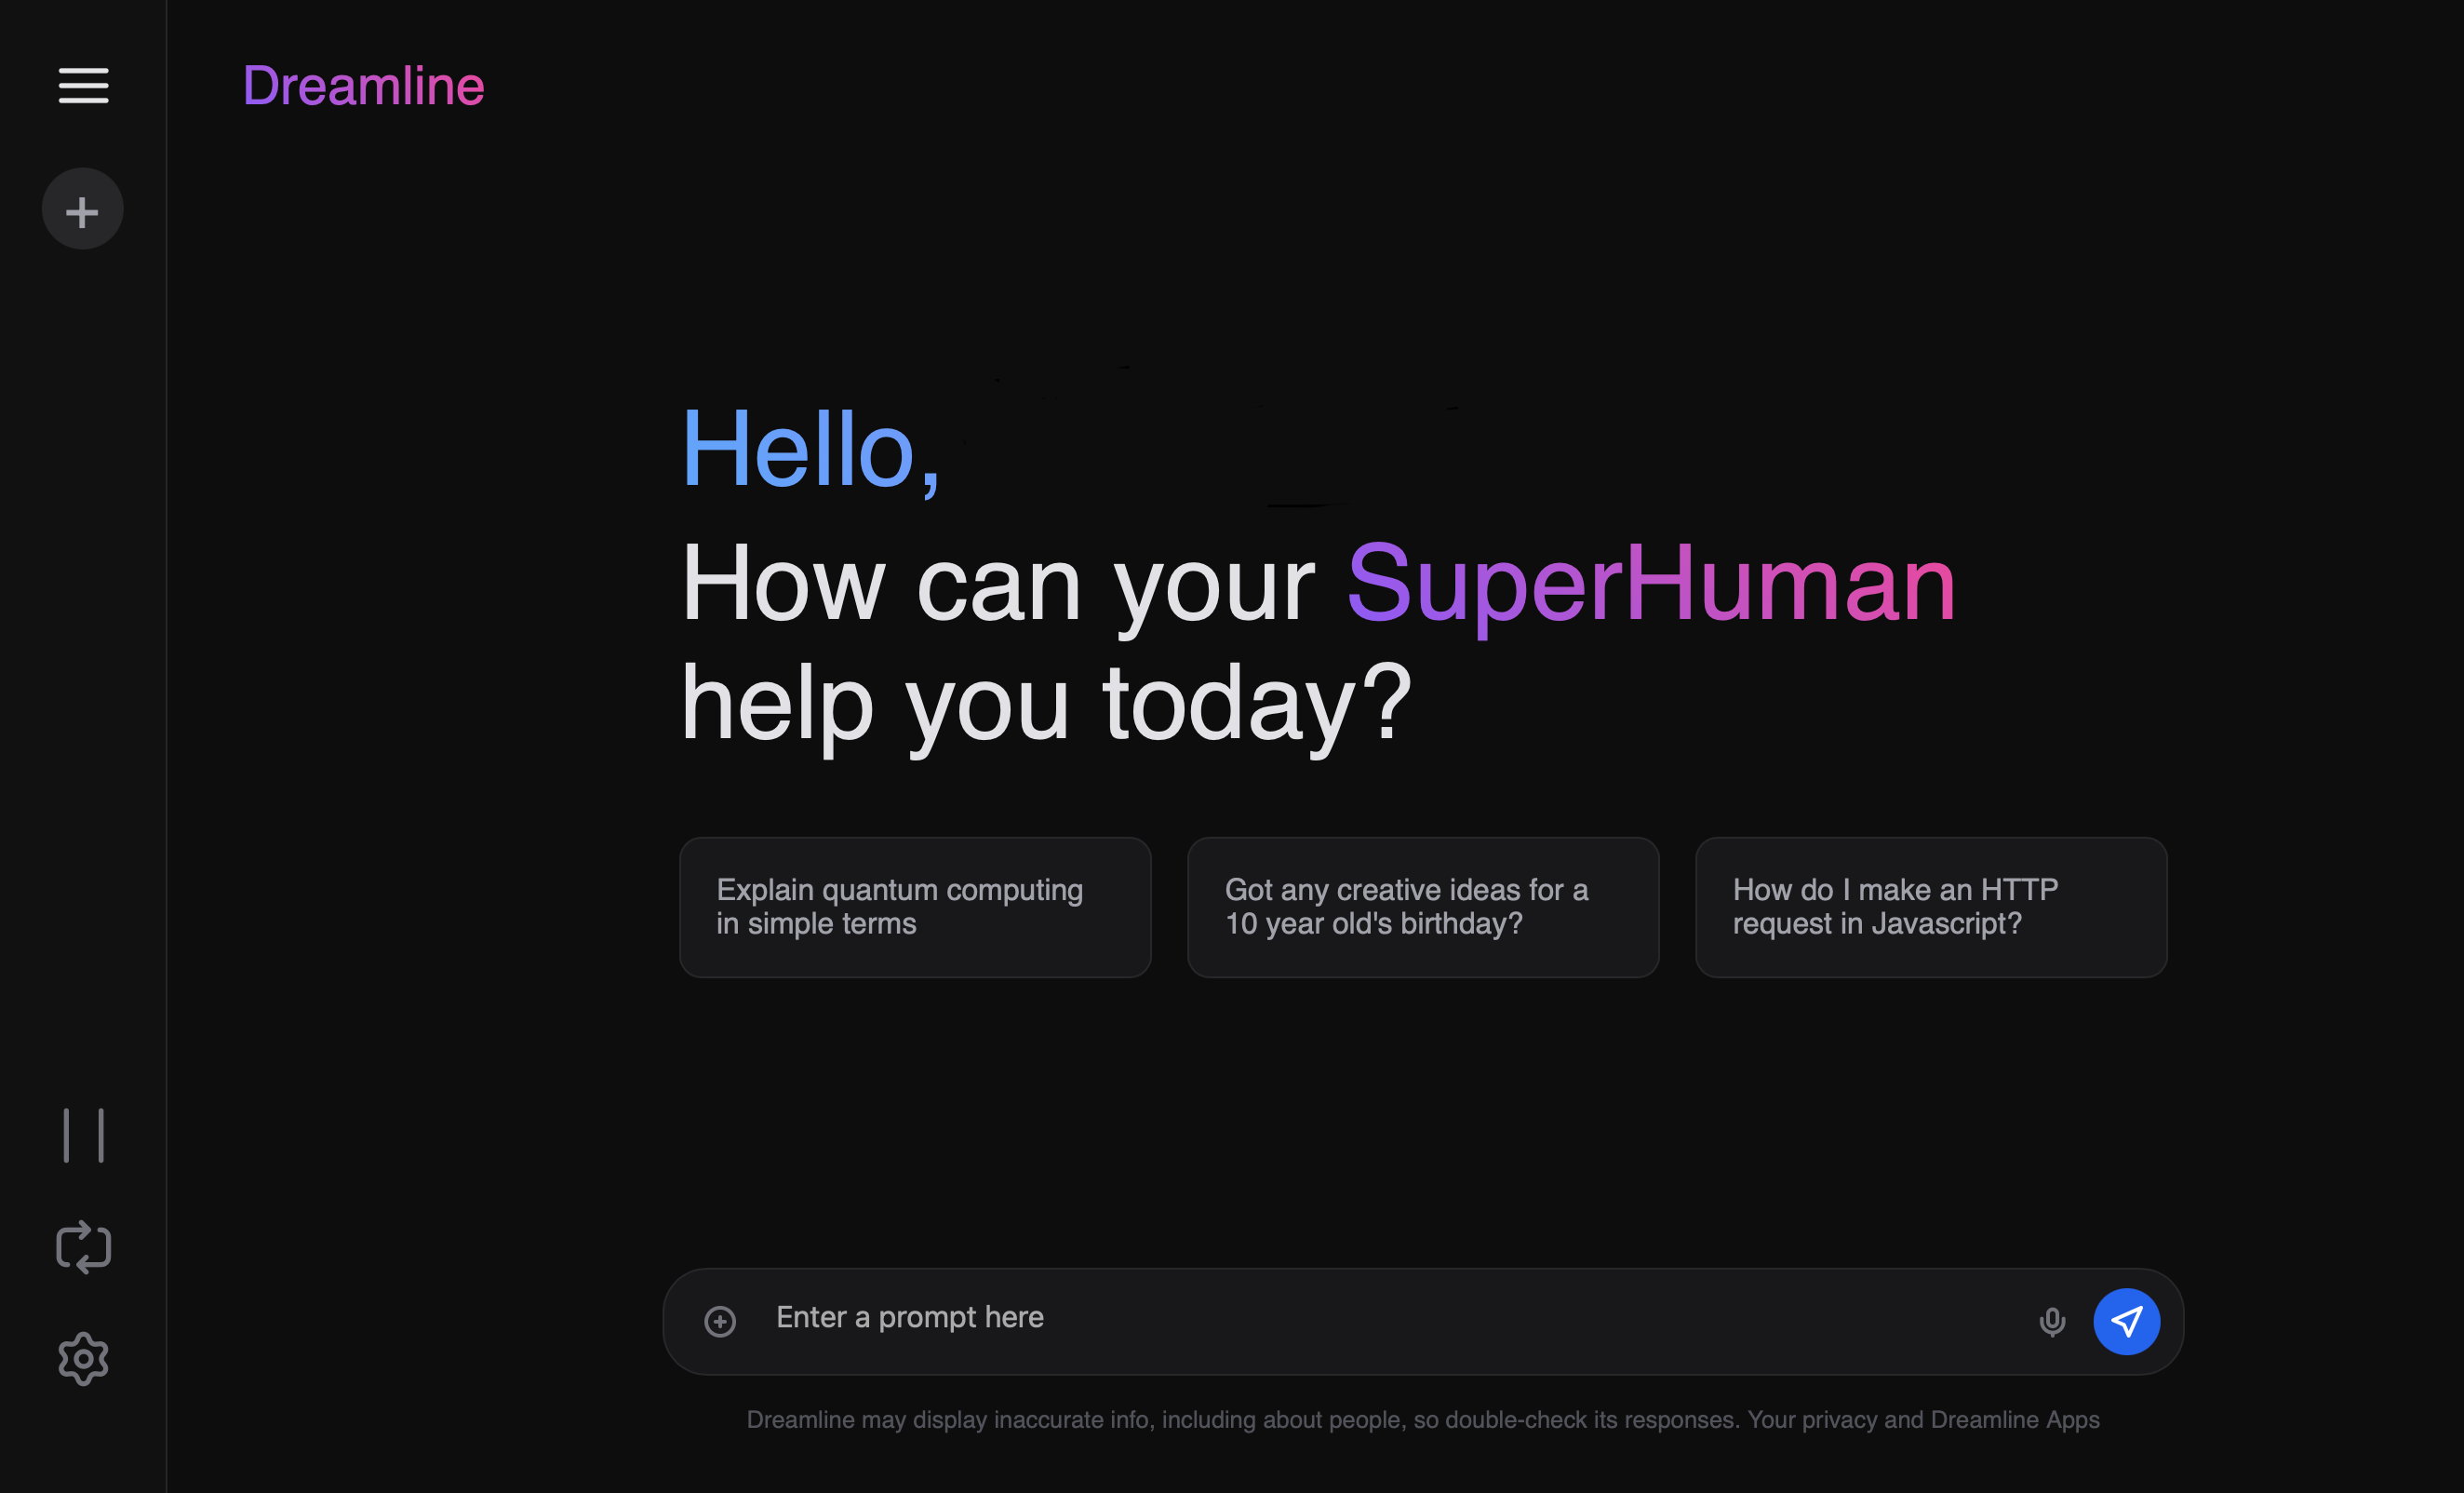 Dreamline
Hello,
How can your SuperHuman
help you today?
Explain quantum computing
in simple terms
Got any creative ideas for a
10 year old's birthday?
How do I make an HTTP
request in Javascript?
Enter a prompt here
Dreamline may display inaccurate info, including about people, so double-check its responses. Your privacy and Dreamline Apps